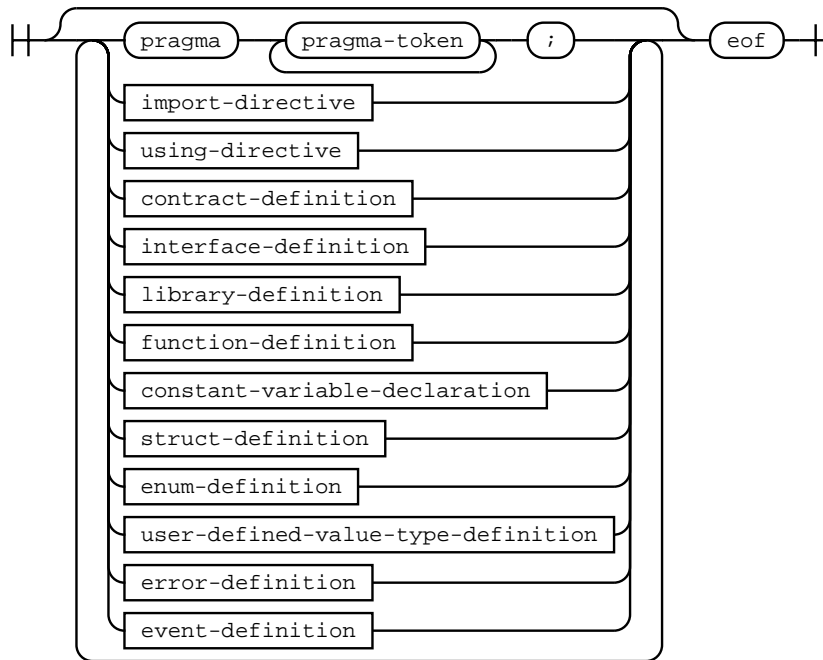 pragma pragma-token ; eof
import-directive
using-directive
contract-definition
interface-definition
library-definition
function-definition
constant-variable-declaration
struct-definition
enum-definition
user-defined-value-type-definition
error-definition
event-definition